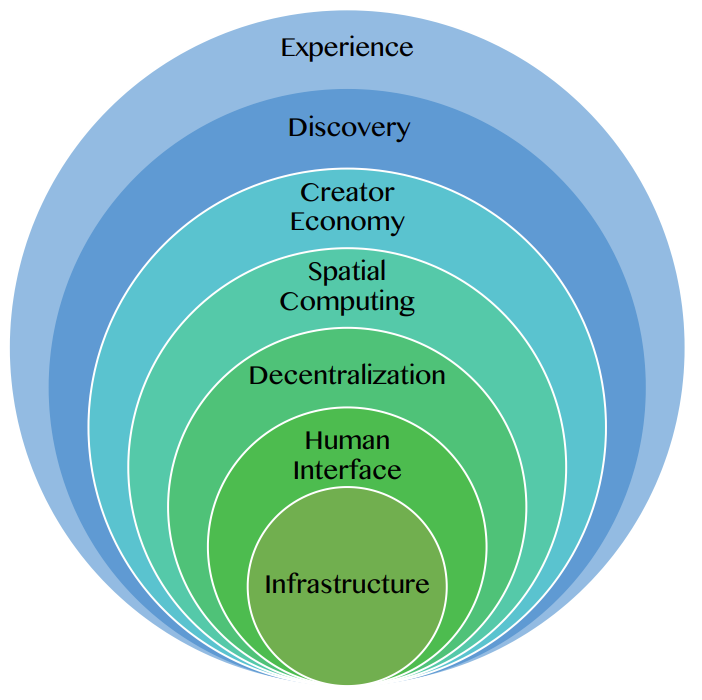 Experience
Discovery
Creator
Economy
Spatial
Computing
Decentralization
Human
Interface
Infrastructure